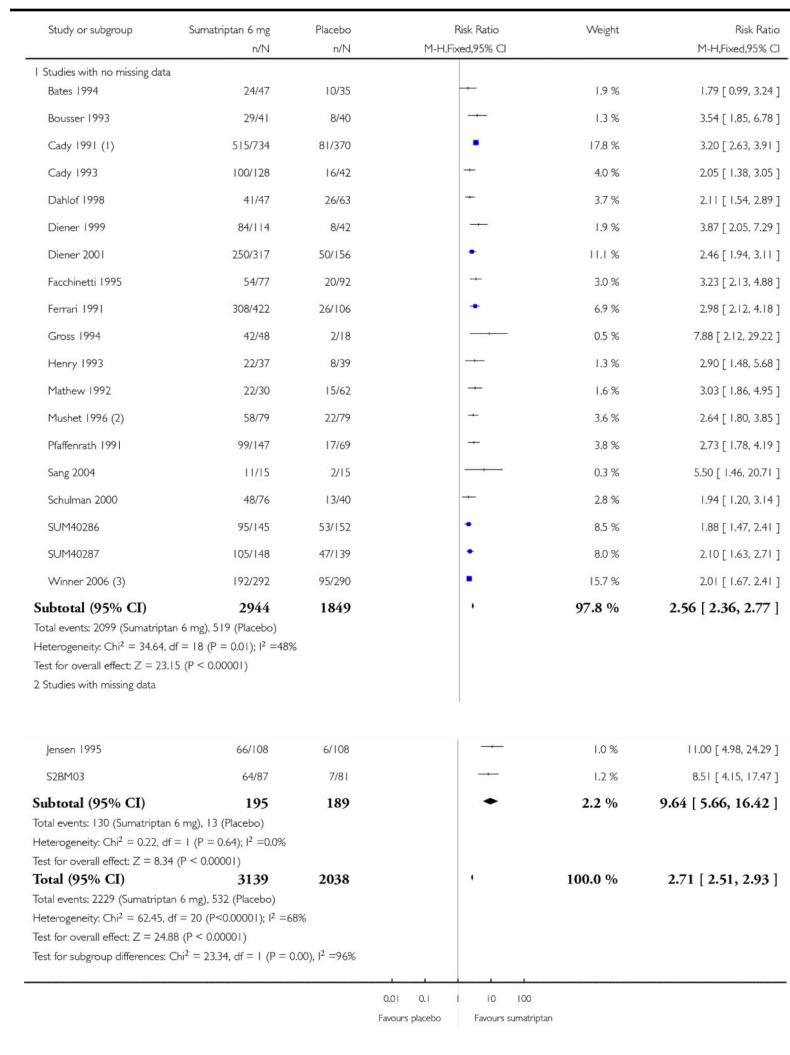 Study or subgroup Sumatriptan 6 mg Placebo Risk Ratio Weight Risk Ratio
n/N n/N M-H,Fixed,95% CI M-H,Fixed,95% CI
1 Studies with no missing data
Bates 1994 24/47 10/35 1.9 % 1.79 [ 0.99, 3.24 ]
Bousser 1993 29/41 8/40 1.3 % 3.54 [ 1.85, 6.78 ]
Cady 1991 (1) 515/734 81/370 17.8 % 3.20 [ 2.63, 3.91 ]
Cady 1993 100/128 16/42 4.0 % 2.05 [ 1.38, 3.05 ]
Dahlof 1998 41/47 26/63 3.7 % 2.11 [ 1.54, 2.89 ]
Diener 1999 84/114 8/42 1.9 % 3.87 [ 2.05, 7.29 ]
Diener 2001 250/317 50/156 11.1 % 2.46 [ 1.94, 3.11 ]
Facchinetti 1995 54/77 20/92 3.0 % 3.23 [ 2.13, 4.88 ]
Ferrari 1991 308/422 26/106 6.9 % 2.98 [ 2.12, 4.18 ]
Gross 1994 42/48 2/18 0.5 % 7.88 [ 2.12, 29.22 ]
Henry 1993 22/37 8/39 1.3 % 2.90 [ 1.48, 5.68 ]
Mathew 1992 22/30 15/62 1.6 % 3.03 [ 1.86, 4.95 ]
Mushet 1996 (2) 58/79 22/79 3.6 % 2.64 [ 1.80, 3.85 ]
Pfaffenrath 1991 99/147 17/69 3.8 % 2.73 [ 1.78, 4.19 ]
Sang 2004 11/15 2/15 0.3 % 5.50 [ 1.46, 20.71 ]
Schulman 2000 48/76 13/40 2.8 % 1.94 [ 1.20, 3.14 ]
SUM40286 95/145 53/152 8.5 % 1.88 [ 1.47, 2.41 ]
SUM40287 105/148 47/139 8.0 % 2.10 [ 1.63, 2.71 ]
Winner 2006 (3) 192/292 95/290 15.7 % 2.01 [ 1.67, 2.41 ]
Subtotal (95% CI) 2944 1849 97.8 % 2.56 [ 2.36, 2.77 ]
Total events: 2099 (Sumatriptan 6 mg), 519 (Placebo)
Heterogeneity: Chi² = 34.64, df = 18 (P = 0.01); I² =48%
Test for overall effect: Z = 23.15 (P < 0.00001)
2 Studies with missing data
Jensen 1995 66/108 6/108 1.0 % 11.00 [ 4.98, 24.29 ]
S2BM03 64/87 7/81 1.2 % 8.51 [ 4.15, 17.47 ]
Subtotal (95% CI) 195 189 2.2 % 9.64 [ 5.66, 16.42 ]
Total events: 130 (Sumatriptan 6 mg), 13 (Placebo)
Heterogeneity: Chi² = 0.22, df = 1 (P = 0.64); I² =0.0%
Test for overall effect: Z = 8.34 (P < 0.00001)
Total (95% CI) 3139 2038 100.0 % 2.71 [ 2.51, 2.93 ]
Total events: 2229 (Sumatriptan 6 mg), 532 (Placebo)
Heterogeneity: Chi² = 62.45, df = 20 (P<0.00001); I² =68%
Test for overall effect: Z = 24.88 (P < 0.00001)
Test for subgroup differences: Chi² = 23.34, df = 1 (P = 0.00), I² =96%
0.01 0.1 1 10 100
Favours placebo Favours sumatriptan